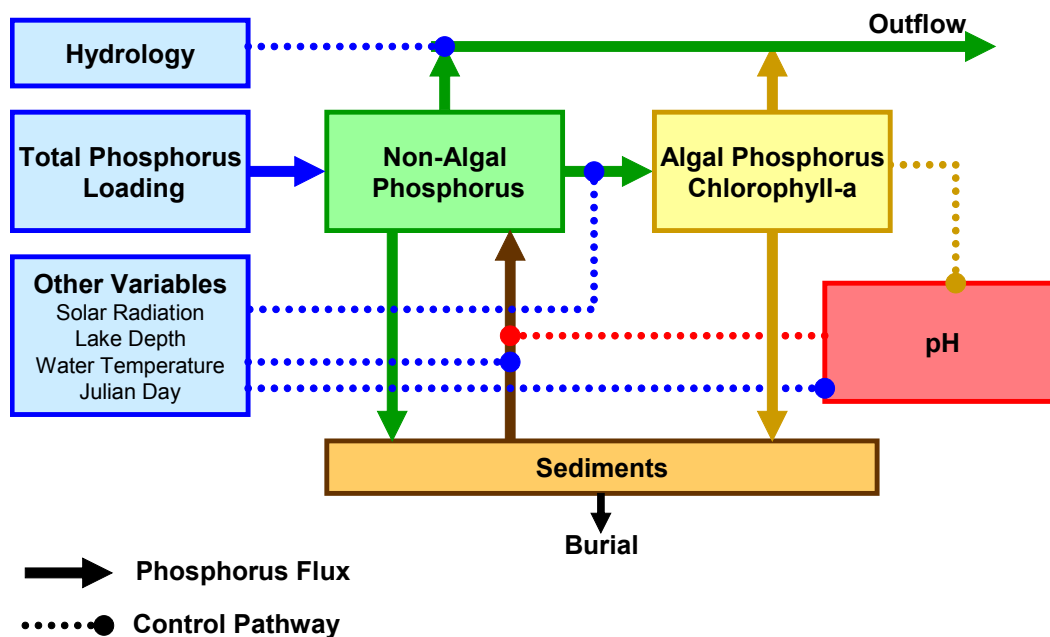 Outflow
Hydrology
Total Phosphorus
Loading
Non-Algal
Phosphorus
Algal Phosphorus
Chlorophyll-a
Other Variables
Solar Radiation
Lake Depth
Water Temperature
Julian Day
pH
Sediments
Burial
Phosphorus Flux
Control Pathway